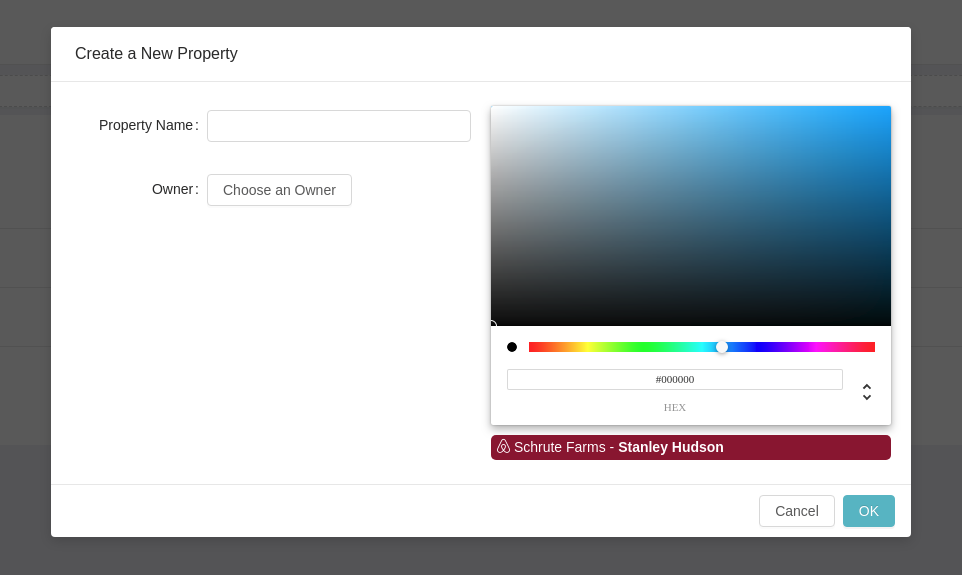 Create a New Property
Property Name:
Owner: Choose an Owner
#000000
HEX
Schrute Farms - Stanley Hudson
Cancel OK